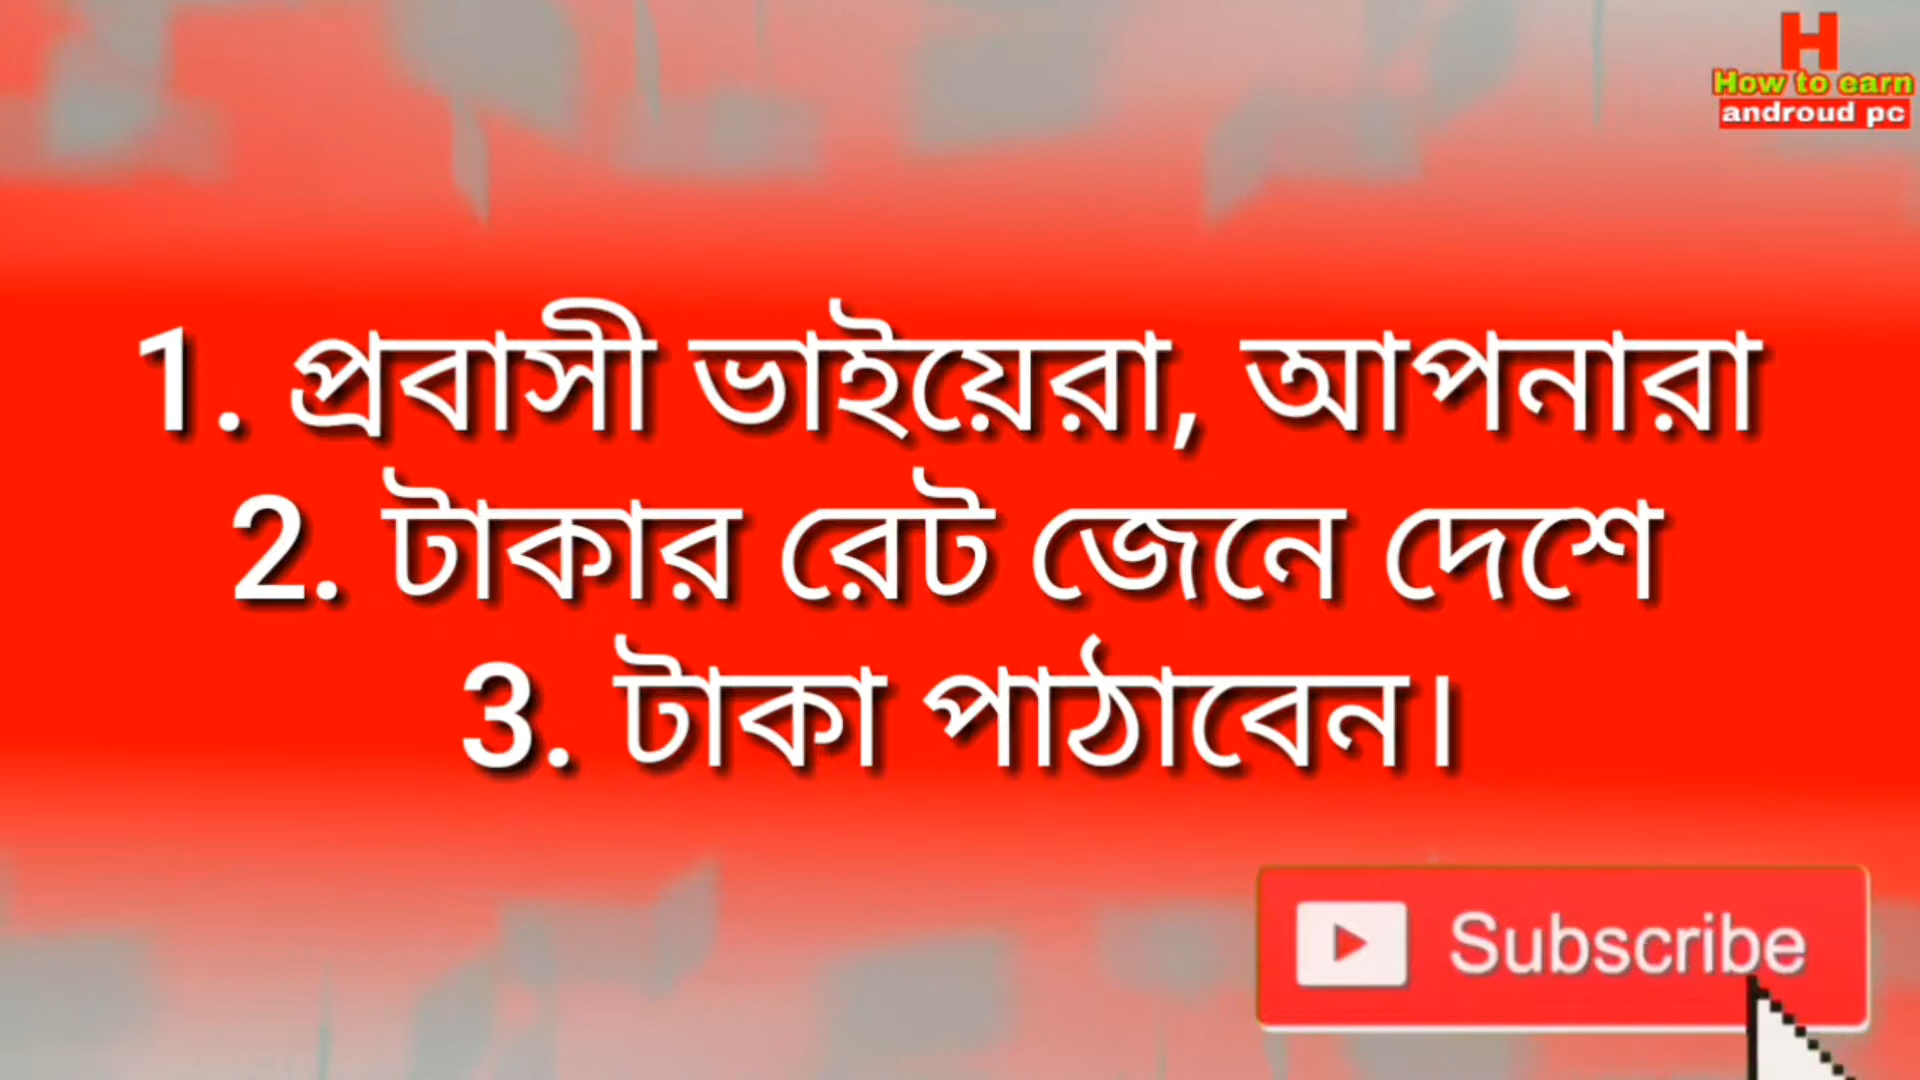 H
How to earn
androud pc
1. প্রবাসী ভাইয়েরা, আপনারা
2. টাকার রেট জেনে দেশে
3. টাকা পাঠাবেন।
Subscribe